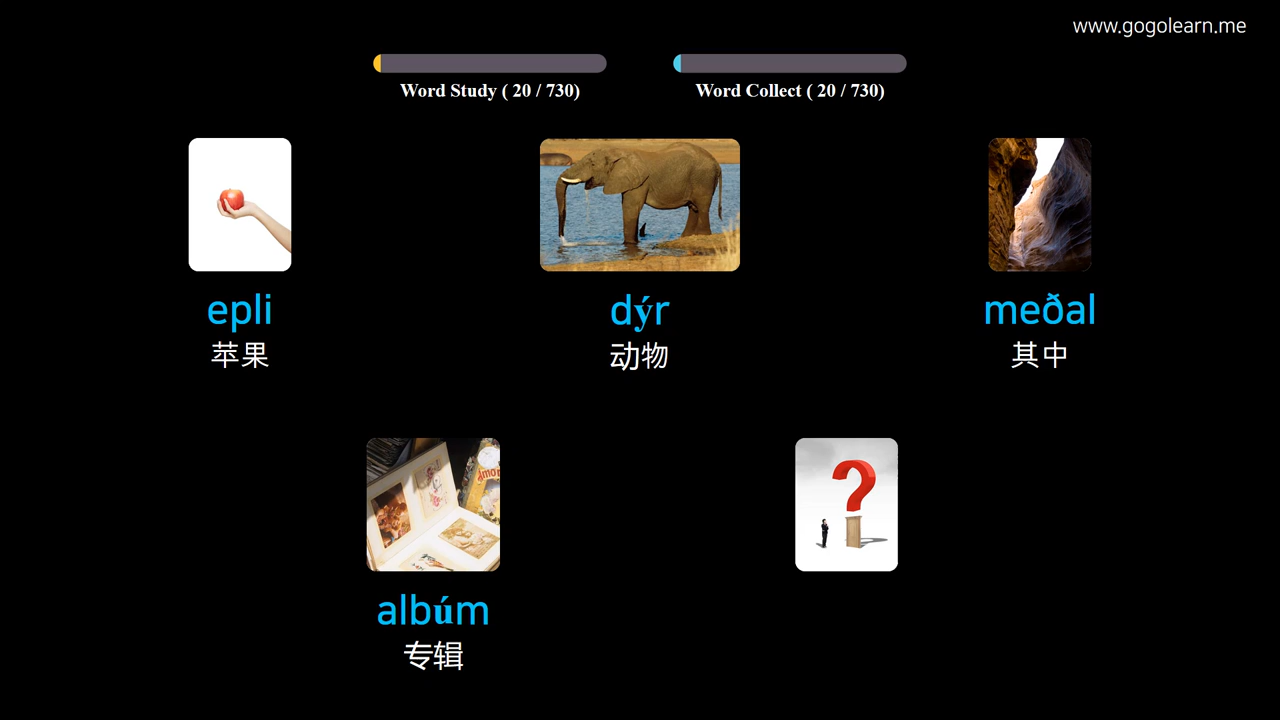 www.gogolearn.me
Word Study ( 20 / 730)
Word Collect ( 20 / 730)
epli
dýr
meðal
苹果
动物
其中
albúm
专辑